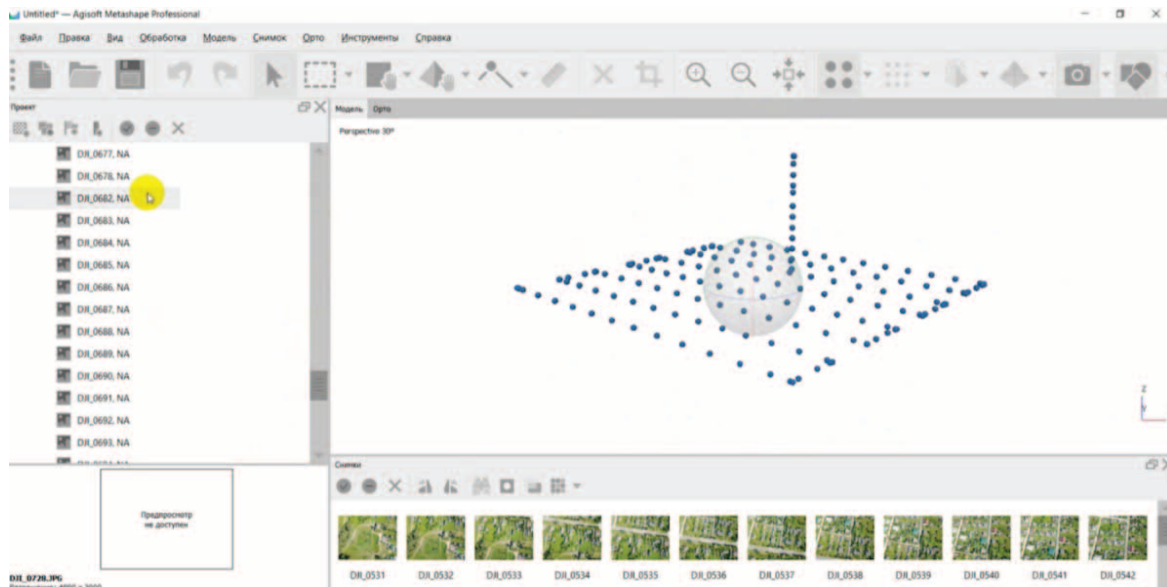 Untitled* — Agisoft Metashape Professional
Файл Правка Вид Обработка Модель Снимок Орто Инструменты Справка
Проект
Модель Орто
Perspective 30°
DJI_0677, NA
DJI_0678, NA
DJI_0682, NA
DJI_0683, NA
DJI_0684, NA
DJI_0685, NA
DJI_0686, NA
DJI_0687, NA
DJI_0688, NA
DJI_0689, NA
DJI_0690, NA
DJI_0691, NA
DJI_0692, NA
DJI_0693, NA
Z
Y
Снимки
Предпросмотр
не доступен
DJI_0531 DJI_0532 DJI_0533 DJI_0534 DJI_0535 DJI_0536 DJI_0537 DJI_0538 DJI_0539 DJI_0540 DJI_0541 DJI_0542
DJI_0720.JPG